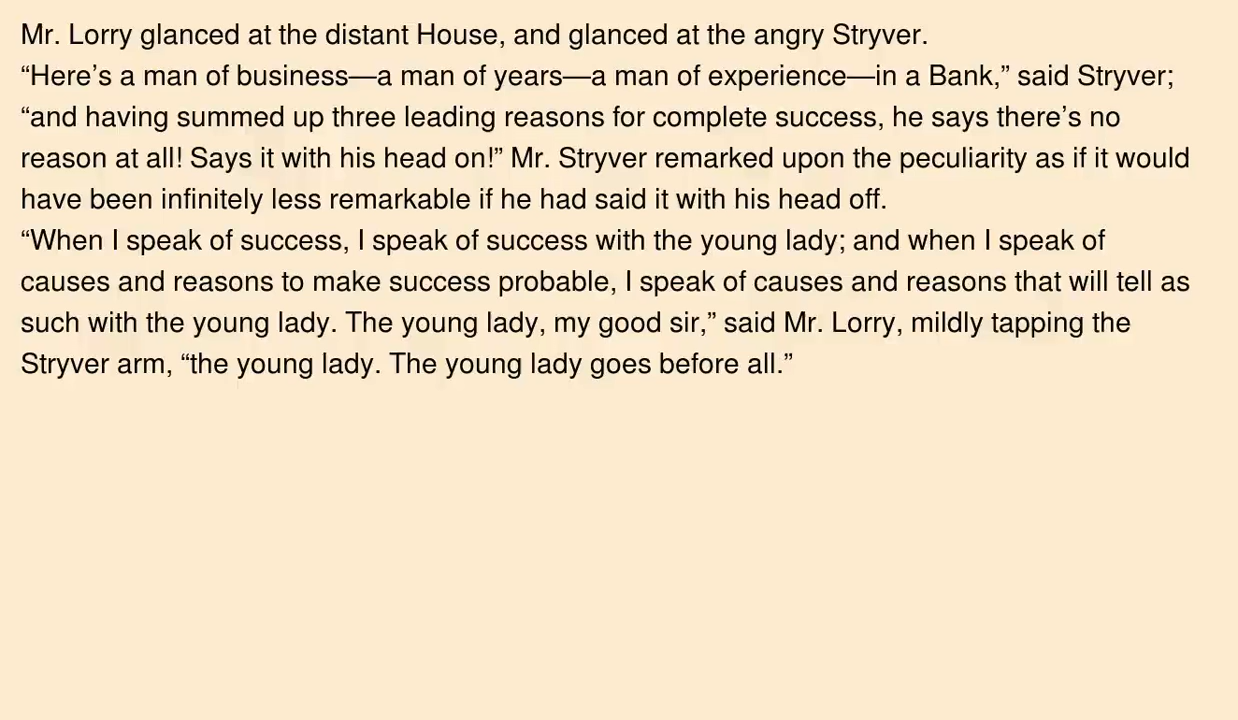 Mr. Lorry glanced at the distant House, and glanced at the angry Stryver.
“Here’s a man of business—a man of years—a man of experience—in a Bank,” said Stryver;
“and having summed up three leading reasons for complete success, he says there’s no
reason at all! Says it with his head on!” Mr. Stryver remarked upon the peculiarity as if it would
have been infinitely less remarkable if he had said it with his head off.
“When I speak of success, I speak of success with the young lady; and when I speak of
causes and reasons to make success probable, I speak of causes and reasons that will tell as
such with the young lady. The young lady, my good sir,” said Mr. Lorry, mildly tapping the
Stryver arm, “the young lady. The young lady goes before all.”